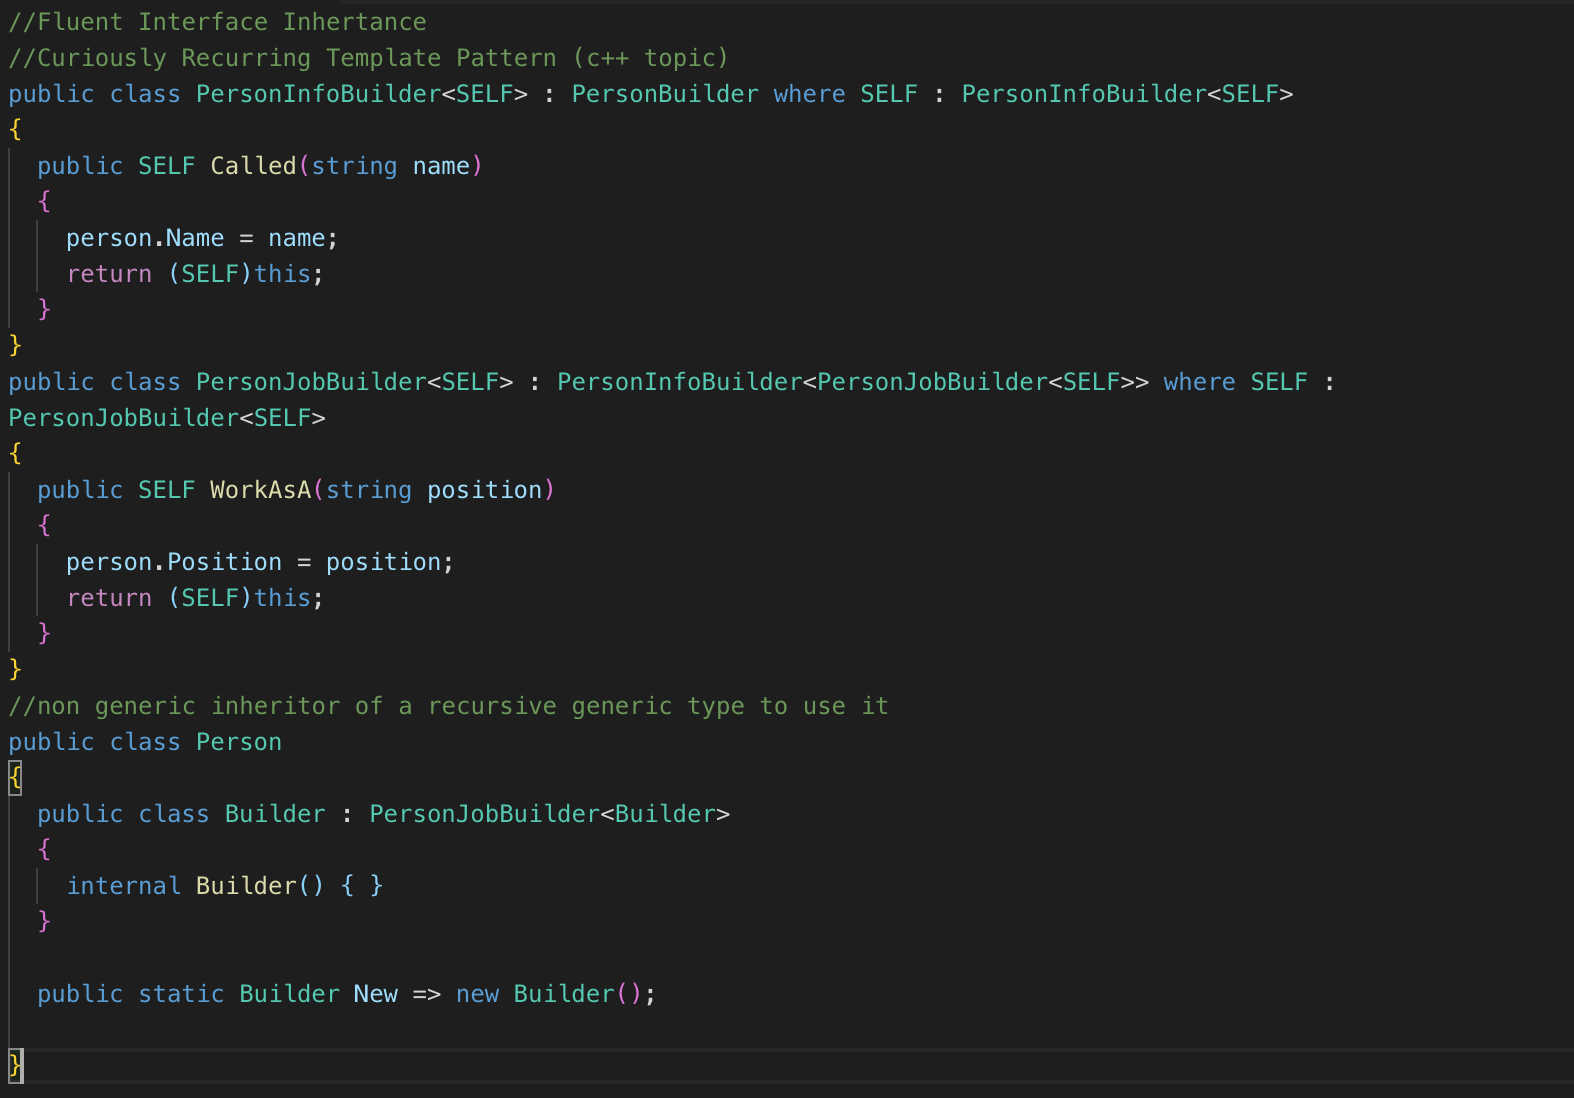 //Fluent Interface Inhertance
//Curiously Recurring Template Pattern (c++ topic)
public class PersonInfoBuilder<SELF> : PersonBuilder where SELF : PersonInfoBuilder<SELF>
{
  public SELF Called(string name)
  {
    person.Name = name;
    return (SELF)this;
  }
}
public class PersonJobBuilder<SELF> : PersonInfoBuilder<PersonJobBuilder<SELF>> where SELF :
PersonJobBuilder<SELF>
{
  public SELF WorkAsA(string position)
  {
    person.Position = position;
    return (SELF)this;
  }
}
//non generic inheritor of a recursive generic type to use it
public class Person
{
  public class Builder : PersonJobBuilder<Builder>
  {
    internal Builder() { }
  }

  public static Builder New => new Builder();

}